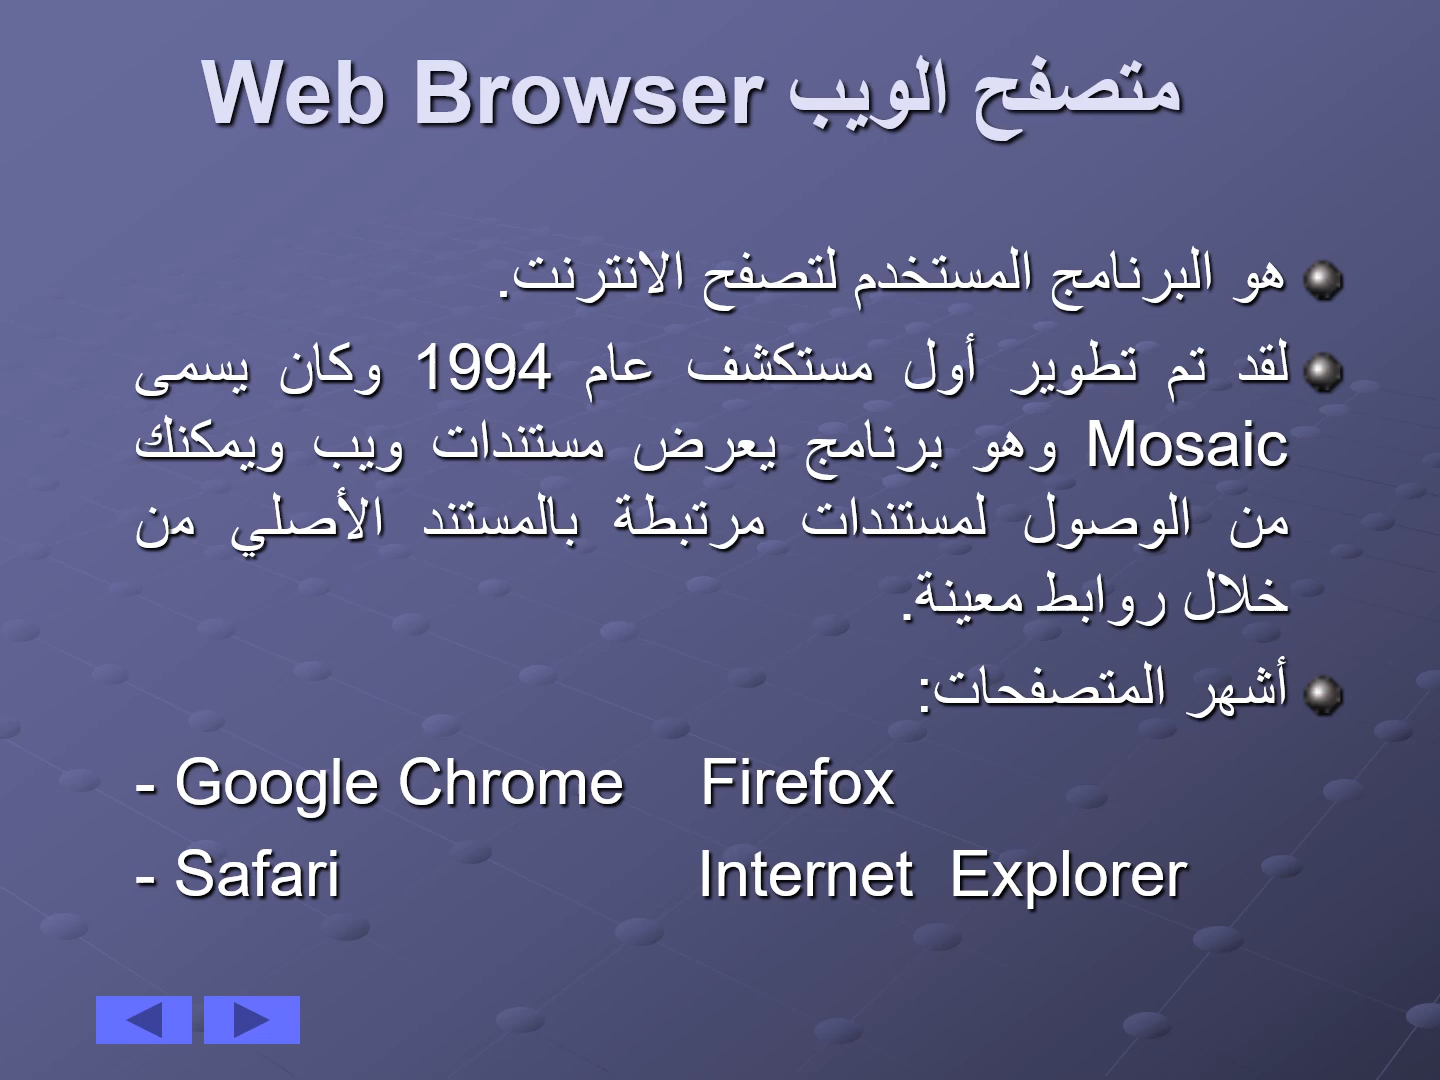 متصفح الويب Web Browser
هو البرنامج المستخدم لتصفح الانترنت.
لقد تم تطوير أول مستكشف عام 1994 وكان يسمى
Mosaic وهو برنامج يعرض مستندات ويب ويمكنك
من الوصول لمستندات مرتبطة بالمستند الأصلي من
خلال روابط معينة.
أشهر المتصفحات:
- Google Chrome Firefox
- Safari Internet Explorer